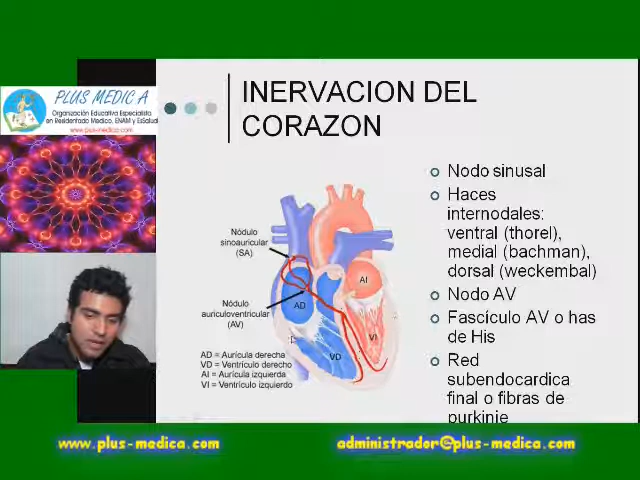 PLUS MEDICA
Organización Educativa Especialista
en Residentado Medico, ENAM y EsSalud
www.plus-medica.com
INERVACION DEL
CORAZON
Nódulo
sinoauricular
(SA)
Nódulo
auriculoventricular
(AV)
AD
AI
VD
VI
AD = Aurícula derecha
VD = Ventrículo derecho
AI = Aurícula izquierda
VI = Ventrículo izquierdo
Nodo sinusal
Haces
internodales:
ventral (thorel),
medial (bachman),
dorsal (weckembal)
Nodo AV
Fascículo AV o has
de His
Red
subendocardica
final o fibras de
purkinje
www.plus-medica.com
administrador@plus-medica.com